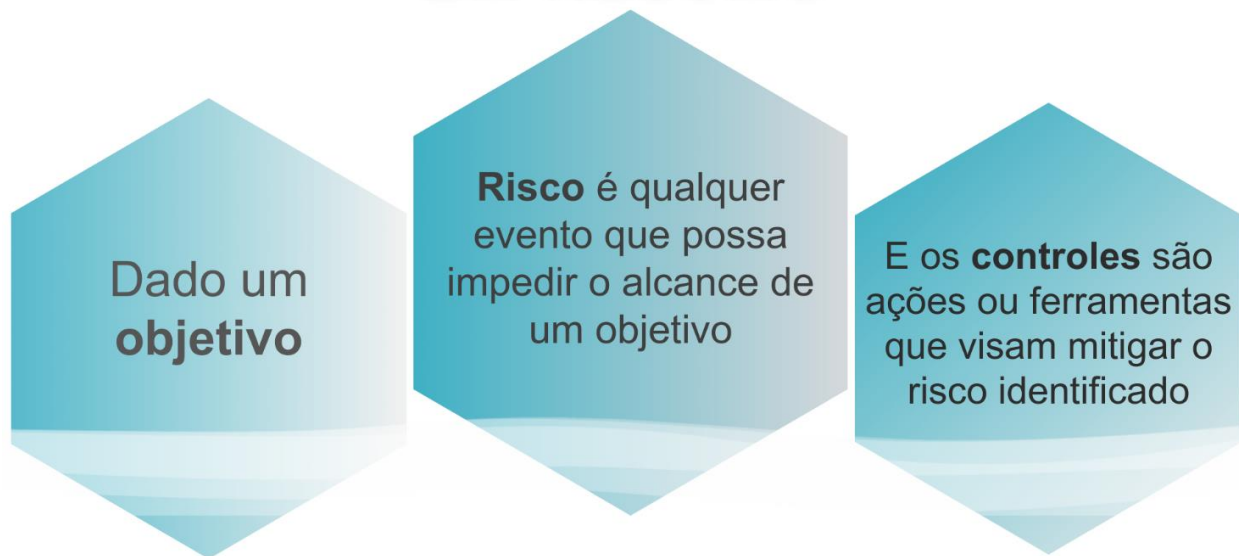 Dado um
objetivo
Risco é qualquer
evento que possa
impedir o alcance de
um objetivo
E os controles são
ações ou ferramentas
que visam mitigar o
risco identificado